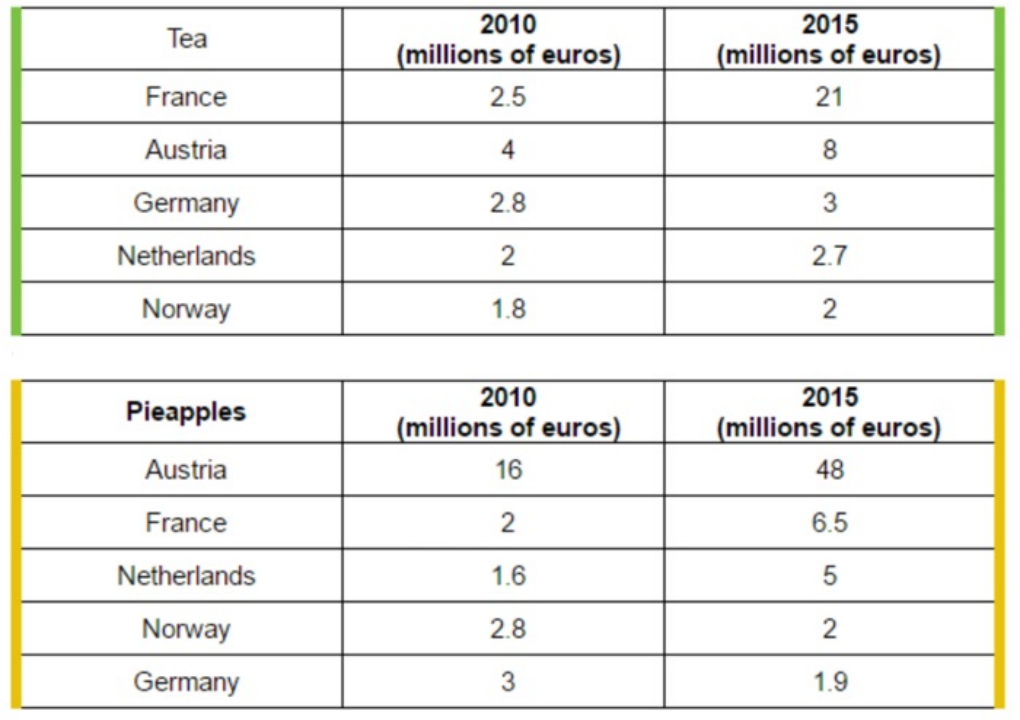 Tea 2010 2015
(millions of euros) (millions of euros)
France 2.5 21
Austria 4 8
Germany 2.8 3
Netherlands 2 2.7
Norway 1.8 2
Pieapples 2010 2015
(millions of euros) (millions of euros)
Austria 16 48
France 2 6.5
Netherlands 1.6 5
Norway 2.8 2
Germany 3 1.9